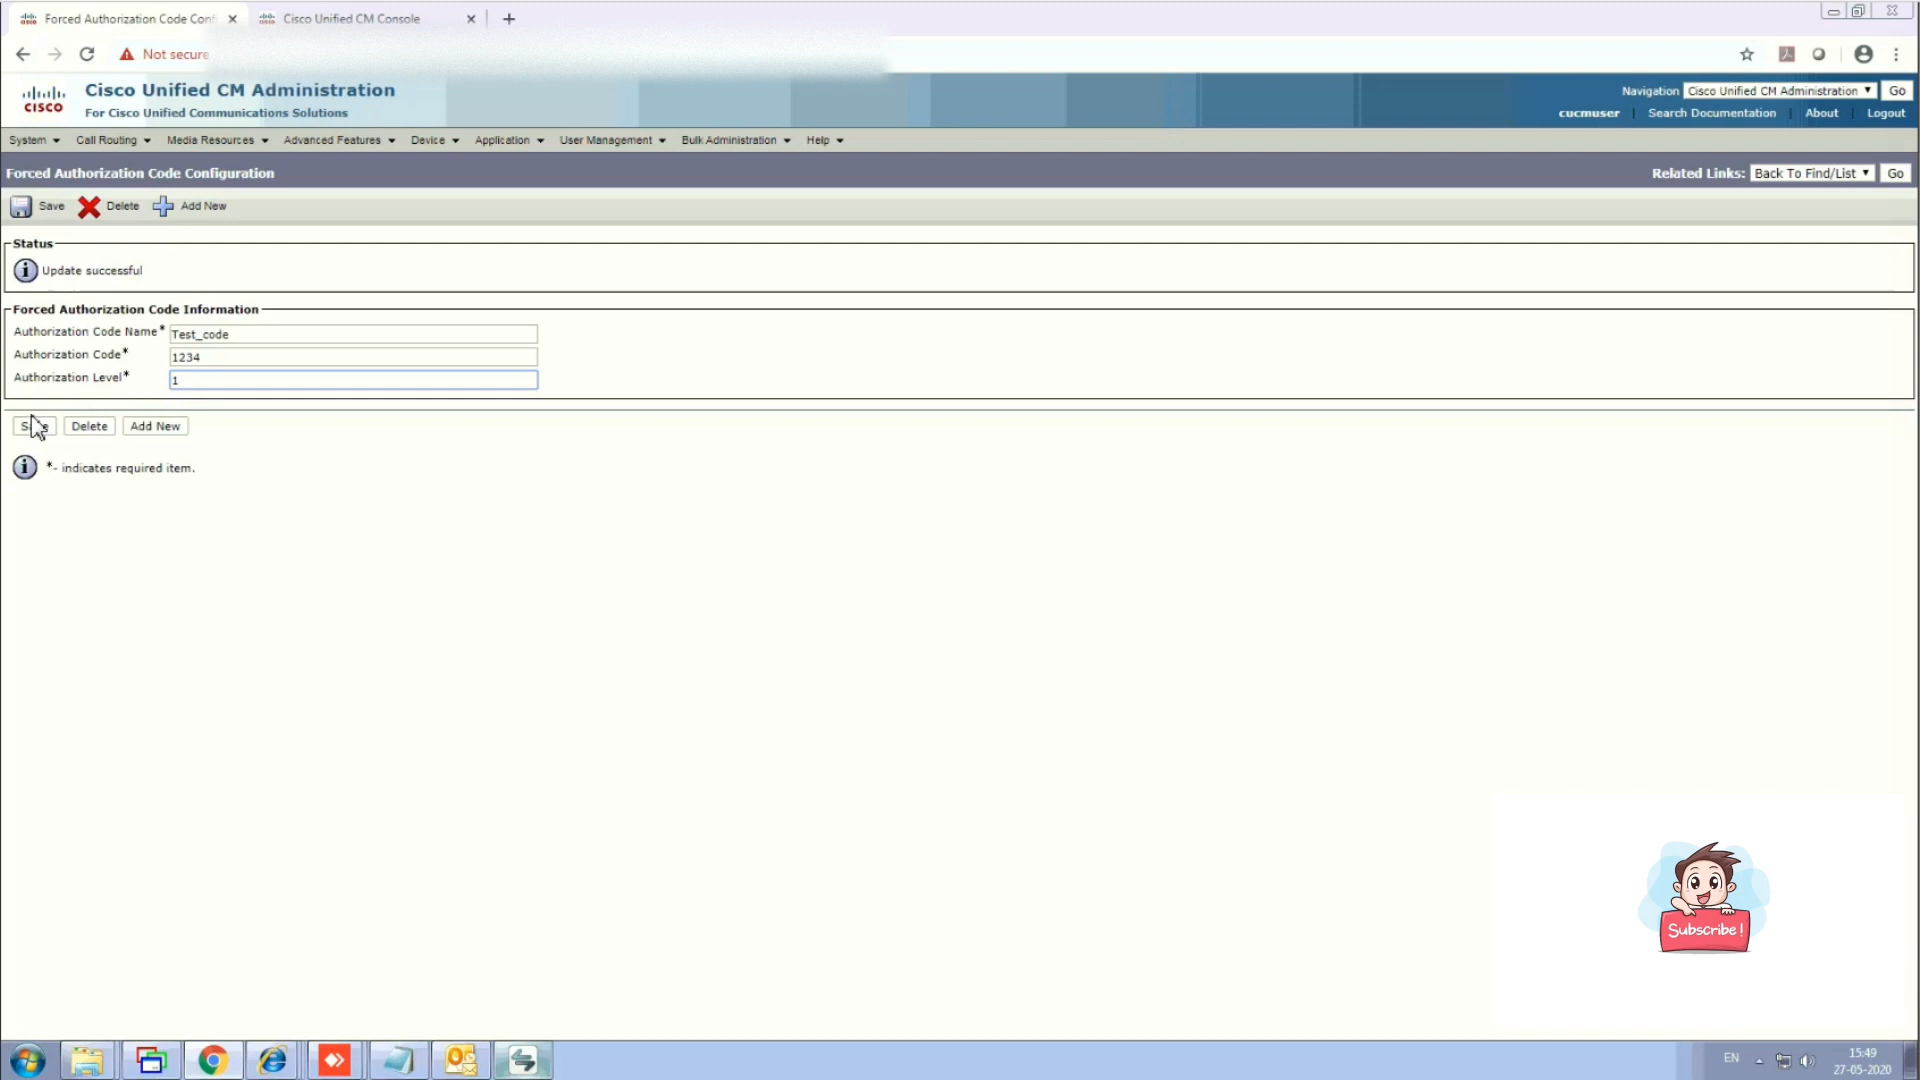 Forced Authorization Code Conf
Cisco Unified CM Console
Not secure
CISCO
Cisco Unified CM Administration
For Cisco Unified Communications Solutions
Navigation Cisco Unified CM Administration Go
cucmuser | Search Documentation | About | Logout
System Call Routing Media Resources Advanced Features Device Application User Management Bulk Administration Help
Forced Authorization Code Configuration
Related Links: Back To Find/List Go
Save Delete Add New
Status
Update successful
Forced Authorization Code Information
Authorization Code Name* Test_code
Authorization Code* 1234
Authorization Level* 1
Delete Add New
*- indicates required item.
Subscribe!
EN
15:49
27-05-2020